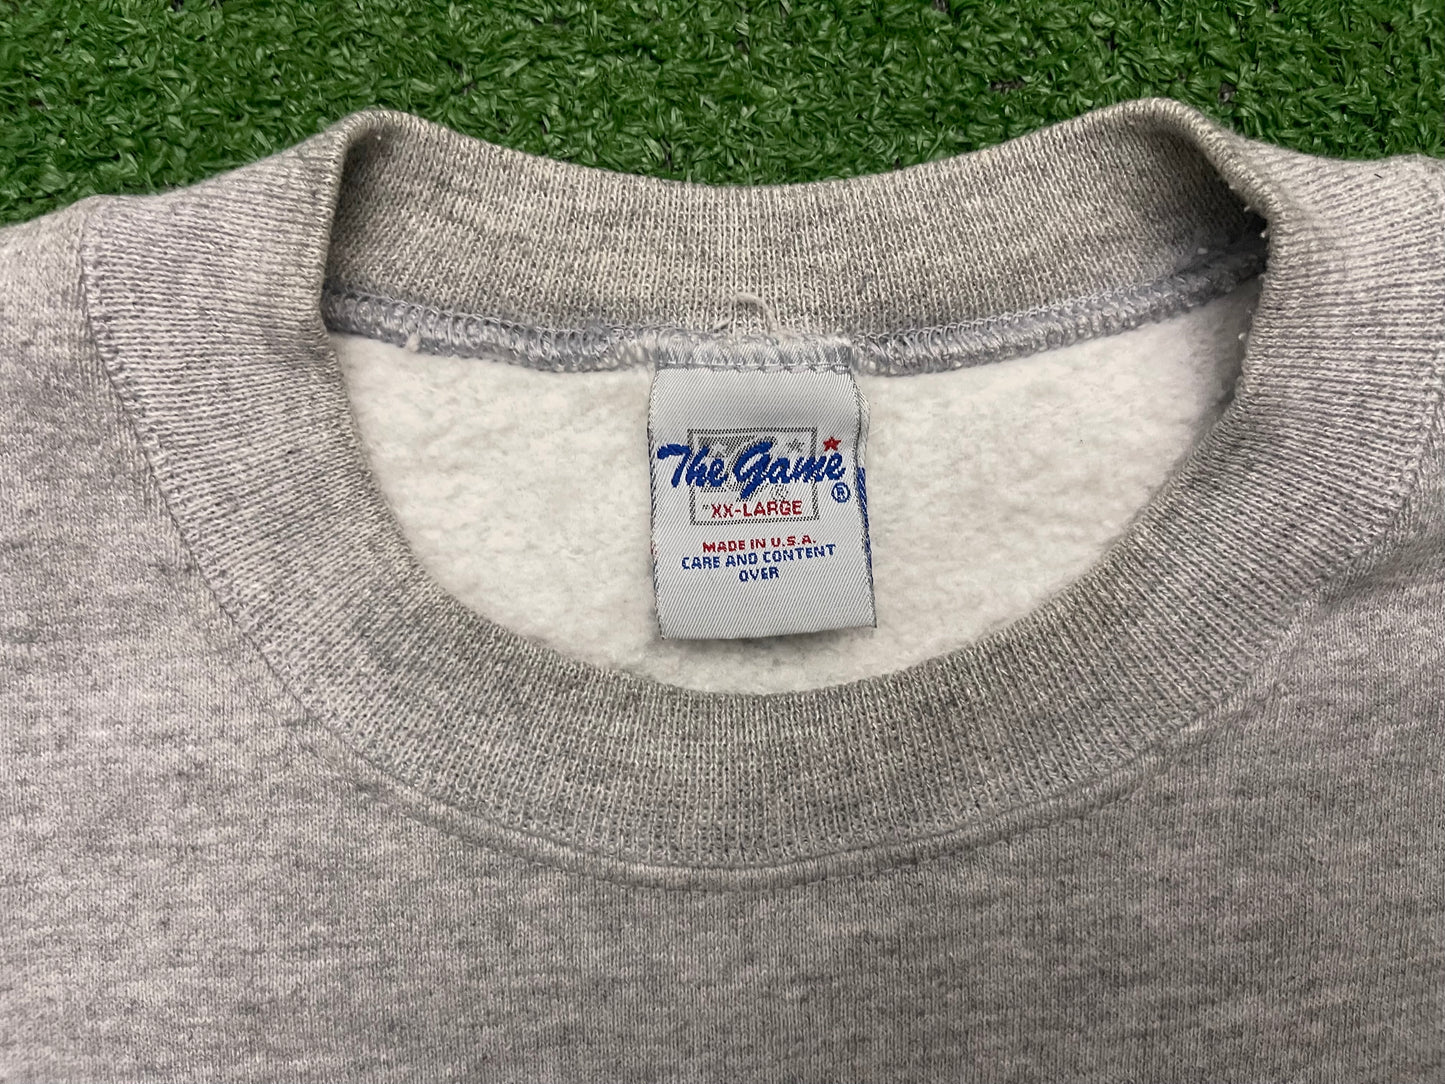 The Game ®
XX-LARGE
MADE IN U.S.A.
CARE AND CONTENT
OVER